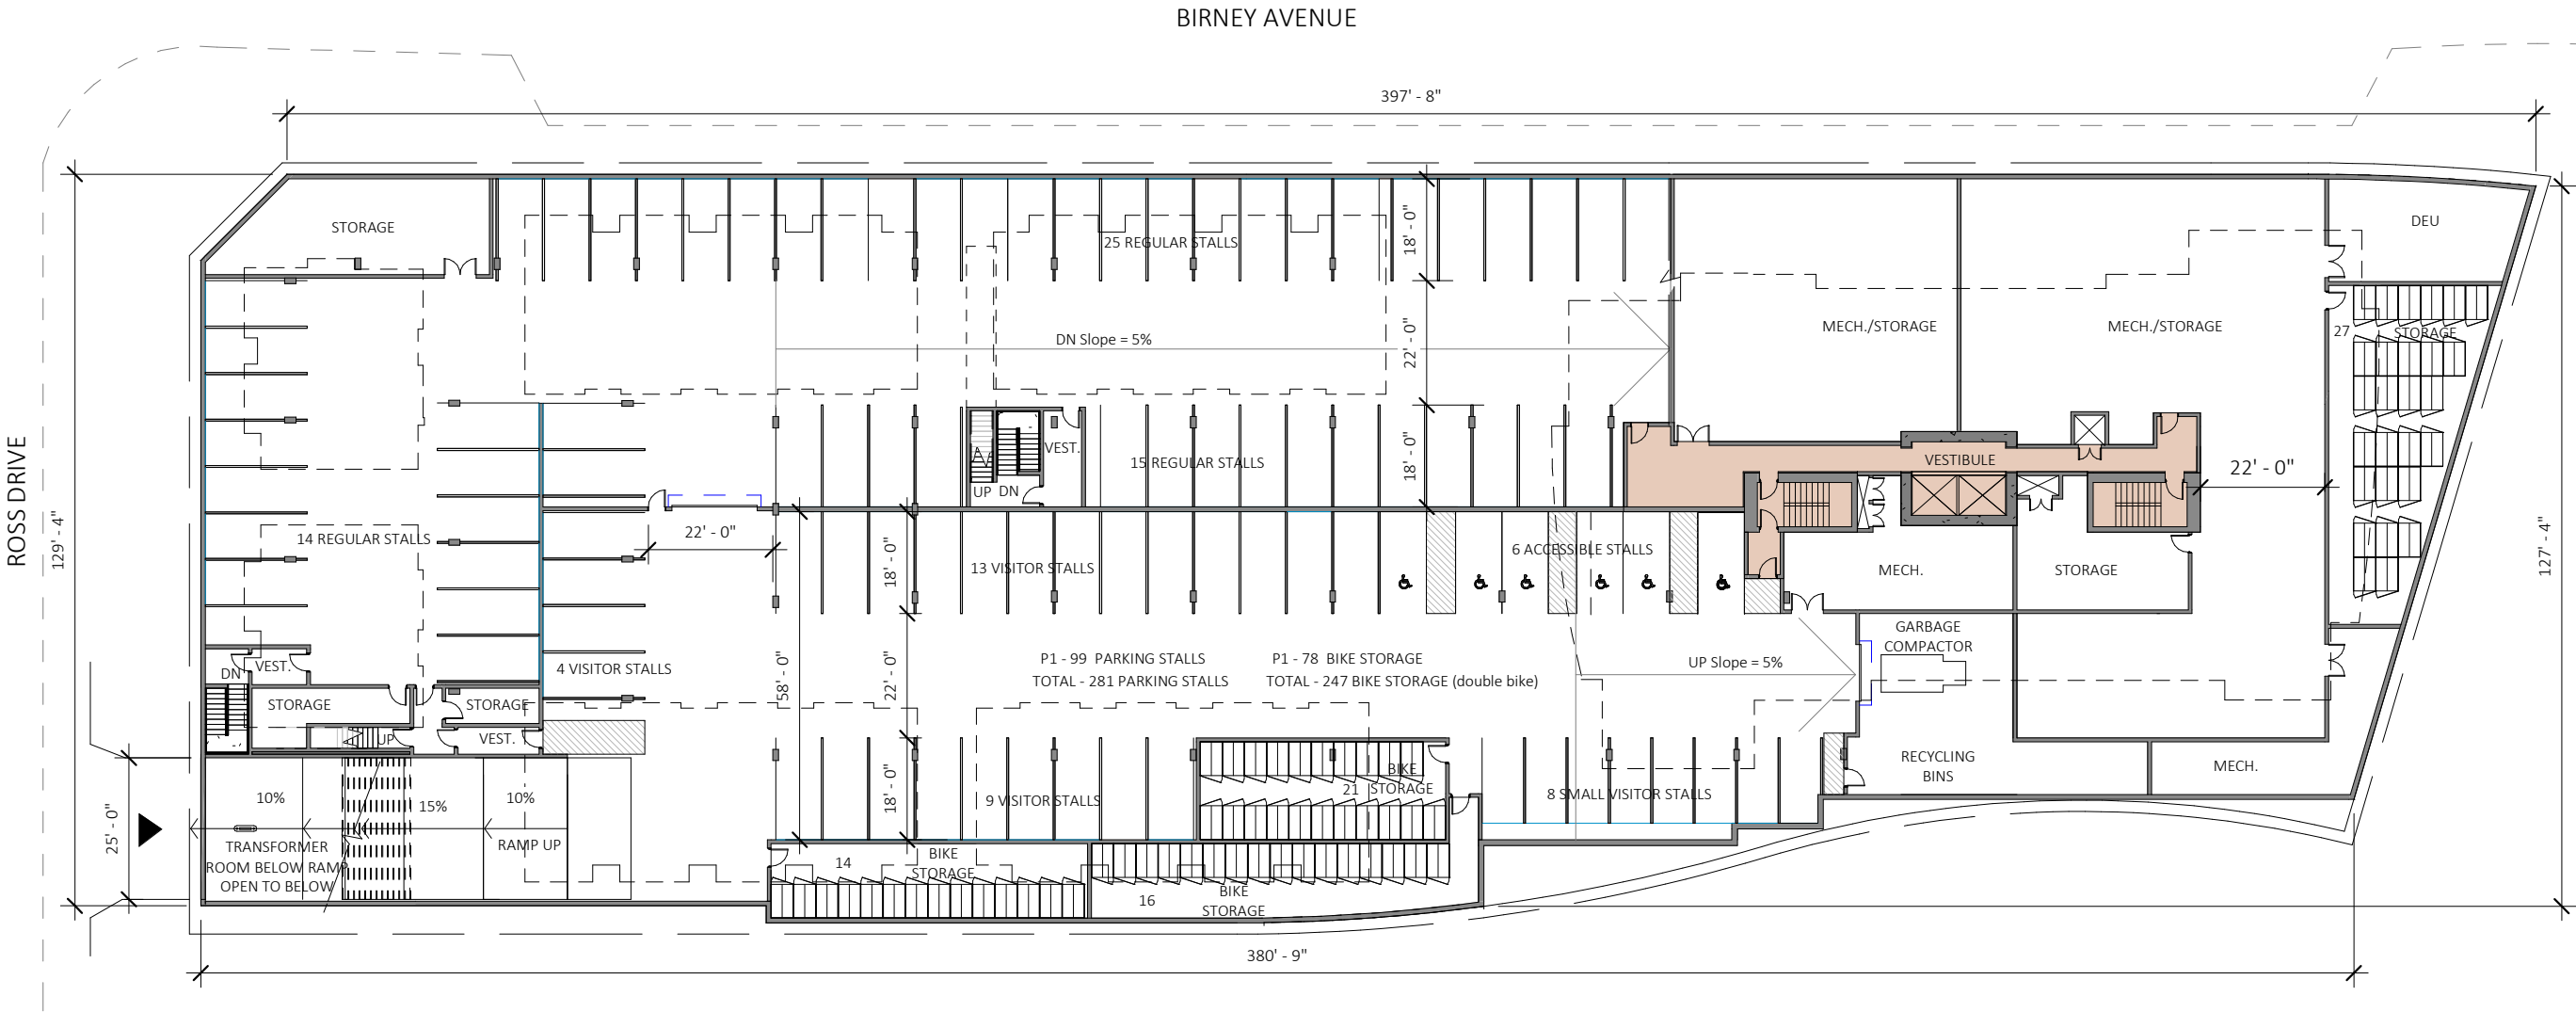 BIRNEY AVENUE
397' - 8"
STORAGE
25 REGULAR STALLS
18' - 0"
DEU
DN Slope = 5%
22' - 0"
MECH./STORAGE
MECH./STORAGE
27
STORAGE
ROSS DRIVE
129' - 4"
14 REGULAR STALLS
UP
DN
VEST.
15 REGULAR STALLS
18' - 0"
VESTIBULE
22' - 0"
22' - 0"
18' - 0"
13 VISITOR STALLS
6 ACCESSIBLE STALLS
MECH.
STORAGE
127' - 4"
DN
VEST.
STORAGE
STORAGE
UP
VEST.
4 VISITOR STALLS
58' - 0"
22' - 0"
P1 - 99 PARKING STALLS
TOTAL - 281 PARKING STALLS
P1 - 78 BIKE STORAGE
TOTAL - 247 BIKE STORAGE (double bike)
UP Slope = 5%
GARBAGE
COMPACTOR
RECYCLING
BINS
MECH.
25' - 0"
10%
15%
10%
RAMP UP
TRANSFORMER
ROOM BELOW RAMP
OPEN TO BELOW
18' - 0"
9 VISITOR STALLS
BIKE
STORAGE
21
8 SMALL VISITOR STALLS
14
BIKE
STORAGE
16
BIKE
STORAGE
380' - 9"